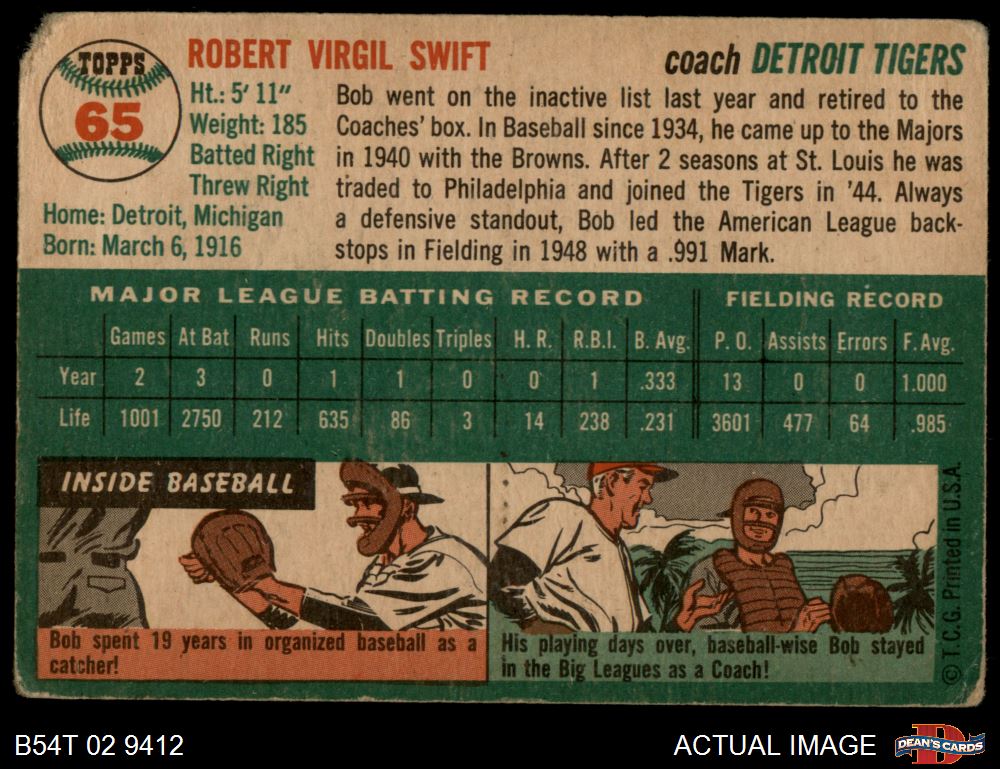 TOPPS
65
ROBERT VIRGIL SWIFT
coach DETROIT TIGERS
Ht.: 5' 11"
Weight: 185
Batted Right
Threw Right
Home: Detroit, Michigan
Born: March 6, 1916
Bob went on the inactive list last year and retired to the
Coaches' box. In Baseball since 1934, he came up to the Majors
in 1940 with the Browns. After 2 seasons at St. Louis he was
traded to Philadelphia and joined the Tigers in '44. Always
a defensive standout, Bob led the American League back-
stops in Fielding in 1948 with a .991 Mark.
MAJOR LEAGUE BATTING RECORD FIELDING RECORD
Games At Bat Runs Hits Doubles Triples H. R. R.B.I. B. Avg. P. O. Assists Errors F. Avg.
Year 2 3 0 1 1 0 0 1 .333 13 0 0 1.000
Life 1001 2750 212 635 86 3 14 238 .231 3601 477 64 .985
INSIDE BASEBALL
Bob spent 19 years in organized baseball as a
catcher!
His playing days over, baseball-wise Bob stayed
in the Big Leagues as a Coach!
© T.C.G. Printed in U.S.A.
B54T 02 9412
ACTUAL IMAGE
DEAN'S CARDS